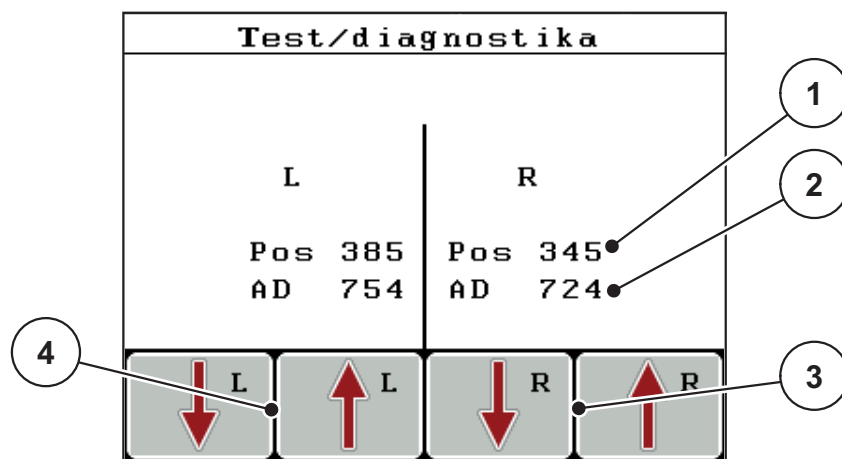 Test/diagnostika
1
L R
2
Pos 385 Pos 345
AD 754 AD 724
4
L L R R
3